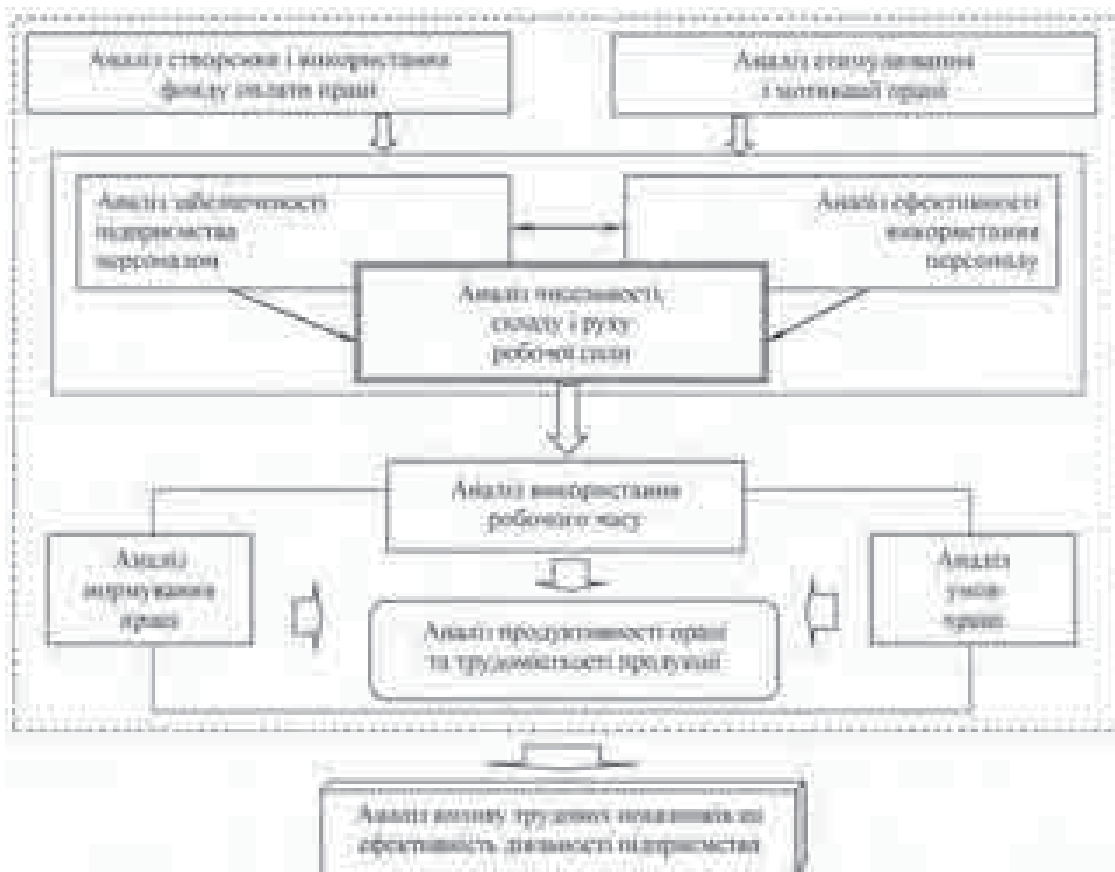 Аналіз створення і використання
фонду оплати праці
Аналіз стимулювання
і мотивації праці
Аналіз забезпеченості
підприємства
персоналом
Аналіз ефективності
використання
персоналу
Аналіз чисельності,
складу і руху
робочої сили
Аналіз використання
робочого часу
Аналіз
нормування
праці
Аналіз
умов
праці
Аналіз продуктивності праці
та трудомісткості продукції
Аналіз впливу трудових показників на
ефективність діяльності підприємства